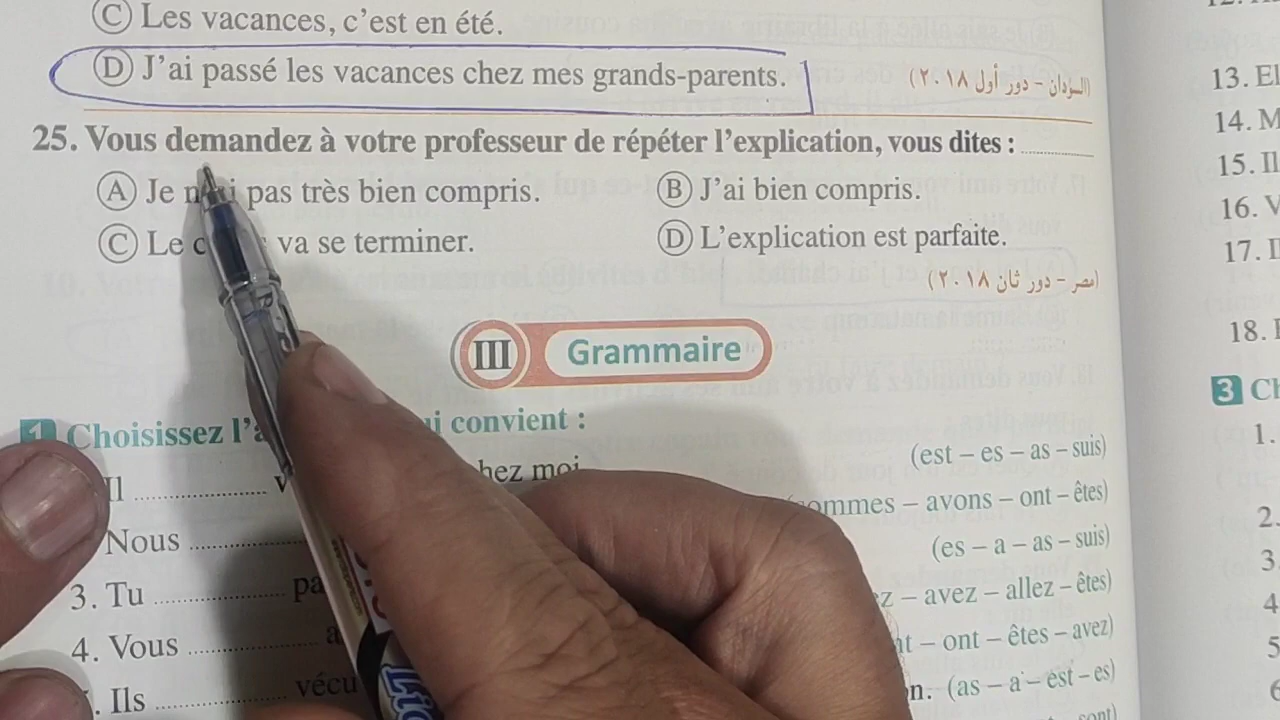 C Les vacances, c'est en été.
D J'ai passé les vacances chez mes grands-parents.
(السودان - دور أول ٢٠١٨)
25. Vous demandez à votre professeur de répéter l'explication, vous dites : ..........
A Je pas très bien compris.
B J'ai bien compris.
C Le va se terminer.
D L'explication est parfaite.
(مصر - دور ثان ٢٠١٨)
III Grammaire
1 Choisissez convient :
Il .......... chez moi (est – es – as – suis)
Nous .......... (sommes – avons – ont – êtes)
(es – a – as – suis)
3. Tu .......... – avez – allez – êtes)
4. Vous .......... – ont – êtes – avez)
Ils .......... vécu (as – a – est – es)
13. El
14. M
15. Il
16. V
17.
18.
3 Ch
1.
2.
3.
4
5
6